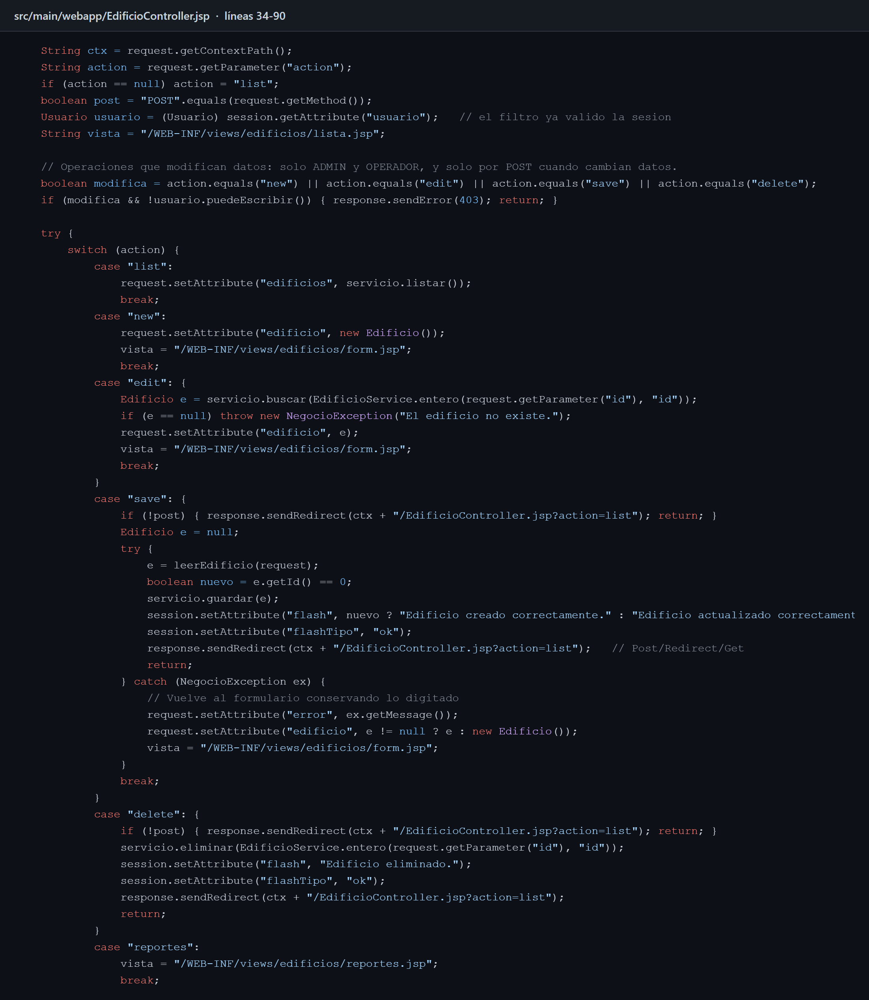 src/main/webapp/EdificioController.jsp · líneas 34-90
String ctx = request.getContextPath();
String action = request.getParameter("action");
if (action == null) action = "list";
boolean post = "POST".equals(request.getMethod());
Usuario usuario = (Usuario) session.getAttribute("usuario");   // el filtro ya valido la sesion
String vista = "/WEB-INF/views/edificios/lista.jsp";
// Operaciones que modifican datos: solo ADMIN y OPERADOR, y solo por POST cuando cambian datos.
boolean modifica = action.equals("new") || action.equals("edit") || action.equals("save") || action.equals("delete");
if (modifica && !usuario.puedeEscribir()) { response.sendError(403); return; }
try {
    switch (action) {
        case "list":
            request.setAttribute("edificios", servicio.listar());
            break;
        case "new":
            request.setAttribute("edificio", new Edificio());
            vista = "/WEB-INF/views/edificios/form.jsp";
            break;
        case "edit": {
            Edificio e = servicio.buscar(EdificioService.entero(request.getParameter("id"), "id"));
            if (e == null) throw new NegocioException("El edificio no existe.");
            request.setAttribute("edificio", e);
            vista = "/WEB-INF/views/edificios/form.jsp";
            break;
        }
        case "save": {
            if (!post) { response.sendRedirect(ctx + "/EdificioController.jsp?action=list"); return; }
            Edificio e = null;
            try {
                e = leerEdificio(request);
                boolean nuevo = e.getId() == 0;
                servicio.guardar(e);
                session.setAttribute("flash", nuevo ? "Edificio creado correctamente." : "Edificio actualizado correctament
                session.setAttribute("flashTipo", "ok");
                response.sendRedirect(ctx + "/EdificioController.jsp?action=list");   // Post/Redirect/Get
                return;
            } catch (NegocioException ex) {
                // Vuelve al formulario conservando lo digitado
                request.setAttribute("error", ex.getMessage());
                request.setAttribute("edificio", e != null ? e : new Edificio());
                vista = "/WEB-INF/views/edificios/form.jsp";
            }
            break;
        }
        case "delete": {
            if (!post) { response.sendRedirect(ctx + "/EdificioController.jsp?action=list"); return; }
            servicio.eliminar(EdificioService.entero(request.getParameter("id"), "id"));
            session.setAttribute("flash", "Edificio eliminado.");
            session.setAttribute("flashTipo", "ok");
            response.sendRedirect(ctx + "/EdificioController.jsp?action=list");
            return;
        }
        case "reportes":
            vista = "/WEB-INF/views/edificios/reportes.jsp";
            break;